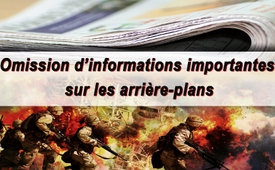 Omission d'informations importantes
sur les arrière-plans